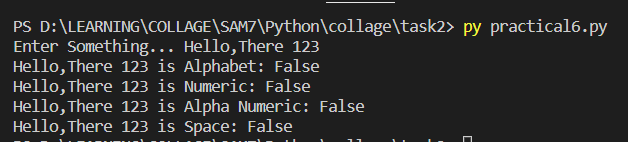 PS D:\LEARNING\COLLAGE\SAM7\Python\collage\task2> py practical6.py
Enter Something... Hello,There 123
Hello,There 123 is Alphabet: False
Hello,There 123 is Numeric: False
Hello,There 123 is Alpha Numeric: False
Hello,There 123 is Space: False